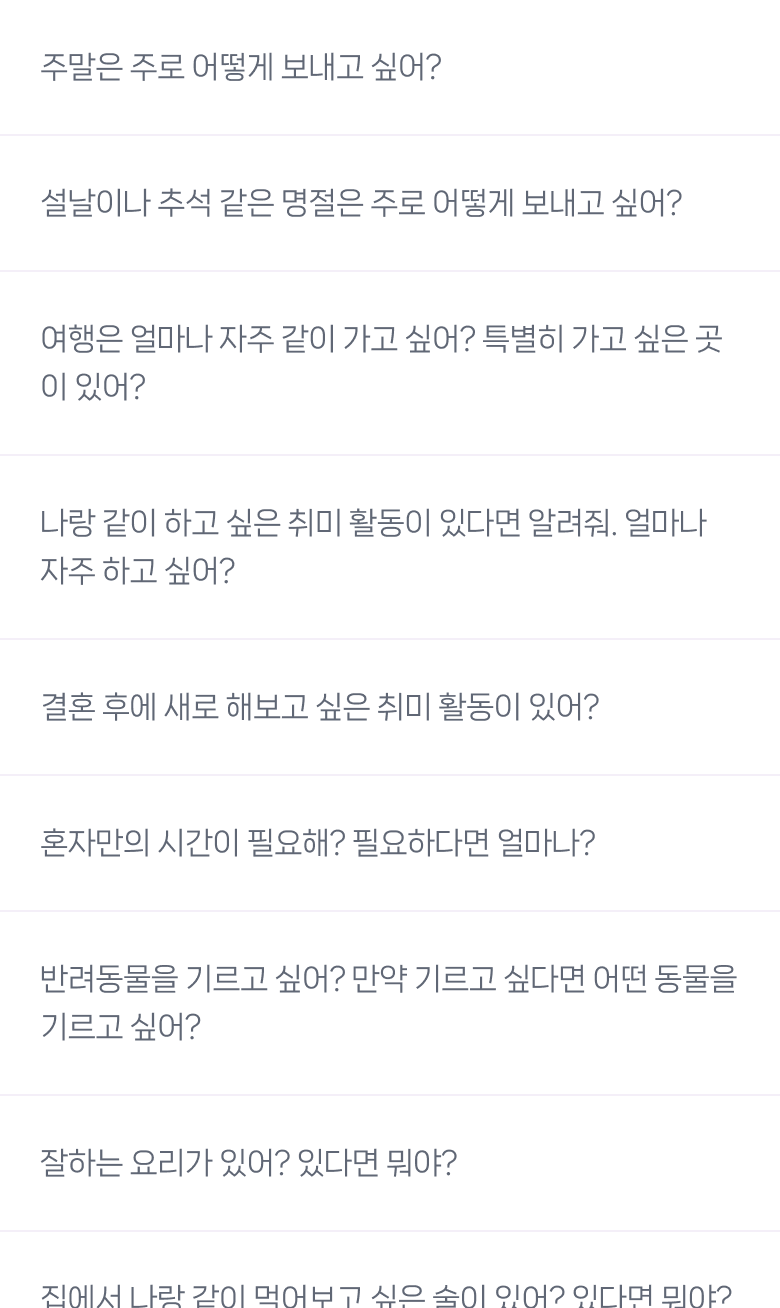 주말은 주로 어떻게 보내고 싶어?
설날이나 추석 같은 명절은 주로 어떻게 보내고 싶어?
여행은 얼마나 자주 같이 가고 싶어? 특별히 가고 싶은 곳
이 있어?
나랑 같이 하고 싶은 취미 활동이 있다면 알려줘. 얼마나
자주 하고 싶어?
결혼 후에 새로 해보고 싶은 취미 활동이 있어?
혼자만의 시간이 필요해? 필요하다면 얼마나?
반려동물을 기르고 싶어? 만약 기르고 싶다면 어떤 동물을
기르고 싶어?
잘하는 요리가 있어? 있다면 뭐야?
집에서 나랑 같이 먹어보고 싶은 술이 있어? 있다면 뭐야?